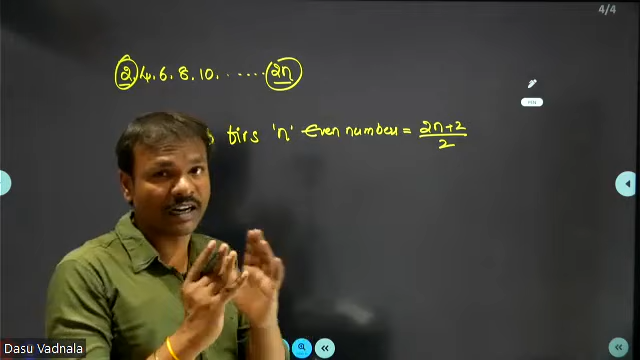 4/4
2, 4, 6, 8, 10, ....... 2n
firs 'n' Even numbers = 2n+2
2
Dasu Vadnala